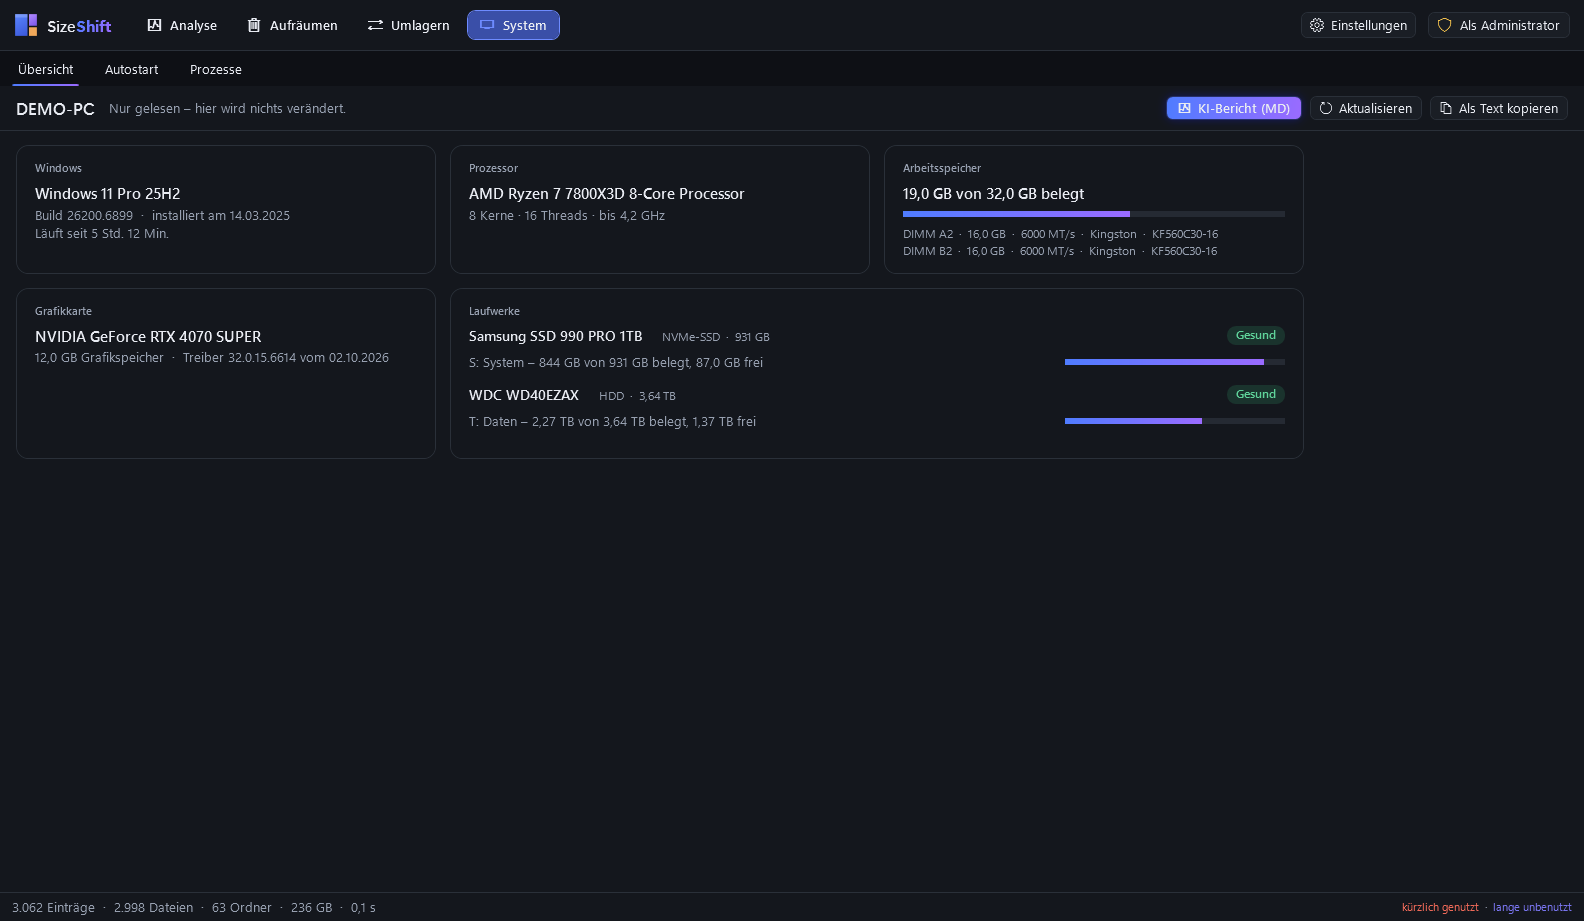 SizeShift
Analyse
Aufräumen
Umlagern
System
Einstellungen
Als Administrator
Übersicht
Autostart
Prozesse
DEMO-PC
Nur gelesen – hier wird nichts verändert.
KI-Bericht (MD)
Aktualisieren
Als Text kopieren
Windows
Windows 11 Pro 25H2
Build 26200.6899 · installiert am 14.03.2025
Läuft seit 5 Std. 12 Min.
Prozessor
AMD Ryzen 7 7800X3D 8-Core Processor
8 Kerne · 16 Threads · bis 4,2 GHz
Arbeitsspeicher
19,0 GB von 32,0 GB belegt
DIMM A2 · 16,0 GB · 6000 MT/s · Kingston · KF560C30-16
DIMM B2 · 16,0 GB · 6000 MT/s · Kingston · KF560C30-16
Grafikkarte
NVIDIA GeForce RTX 4070 SUPER
12,0 GB Grafikspeicher · Treiber 32.0.15.6614 vom 02.10.2026
Laufwerke
Samsung SSD 990 PRO 1TB NVMe-SSD · 931 GB Gesund
S: System – 844 GB von 931 GB belegt, 87,0 GB frei
WDC WD40EZAX HDD · 3,64 TB Gesund
T: Daten – 2,27 TB von 3,64 TB belegt, 1,37 TB frei
3.062 Einträge · 2.998 Dateien · 63 Ordner · 236 GB · 0,1 s
kürzlich genutzt · lange unbenutzt